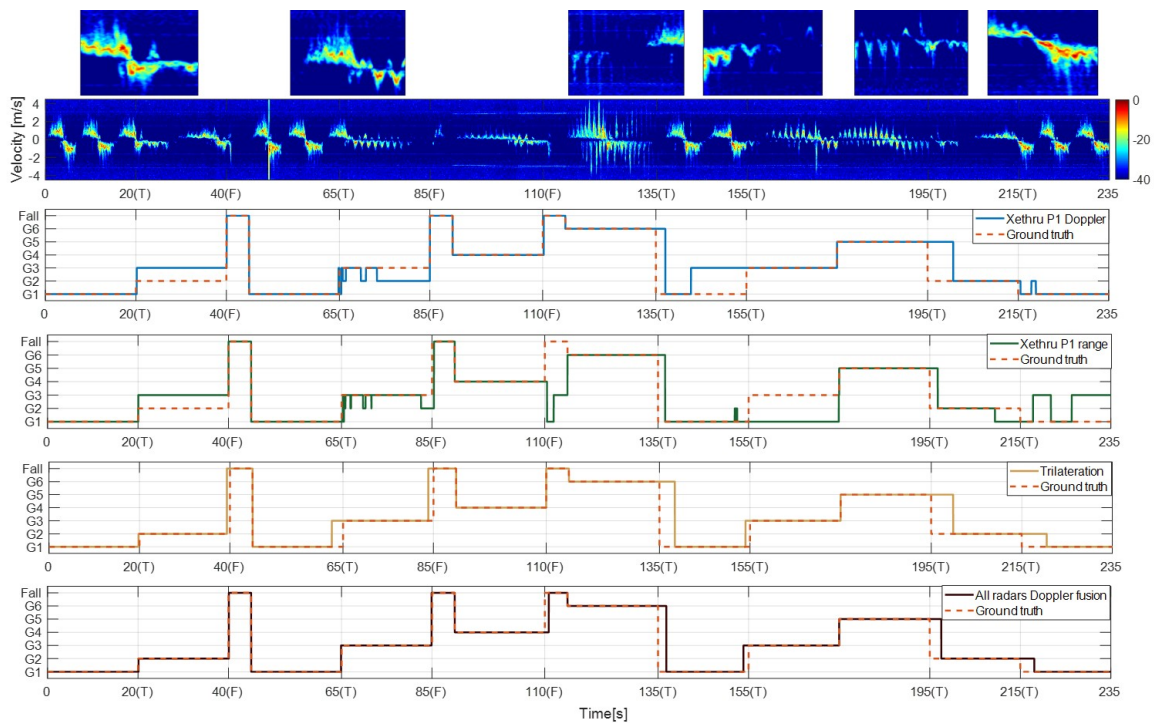 4
2
0
-2
-4
Velocity [m/s]
0
-20
-40
0 20(T) 40(F) 65(T) 85(F) 110(F) 135(T) 155(T) 195(T) 215(T) 235
Fall
G6
G5
G4
G3
G2
G1
Xethru P1 Doppler
Ground truth
0 20(T) 40(F) 65(T) 85(F) 110(F) 135(T) 155(T) 195(T) 215(T) 235
Fall
G6
G5
G4
G3
G2
G1
Xethru P1 range
Ground truth
0 20(T) 40(F) 65(T) 85(F) 110(F) 135(T) 155(T) 195(T) 215(T) 235
Fall
G6
G5
G4
G3
G2
G1
Trilateration
Ground truth
0 20(T) 40(F) 65(T) 85(F) 110(F) 135(T) 155(T) 195(T) 215(T) 235
Fall
G6
G5
G4
G3
G2
G1
All radars Doppler fusion
Ground truth
0 20(T) 40(F) 65(T) 85(F) 110(F) 135(T) 155(T) 195(T) 215(T) 235
Time[s]